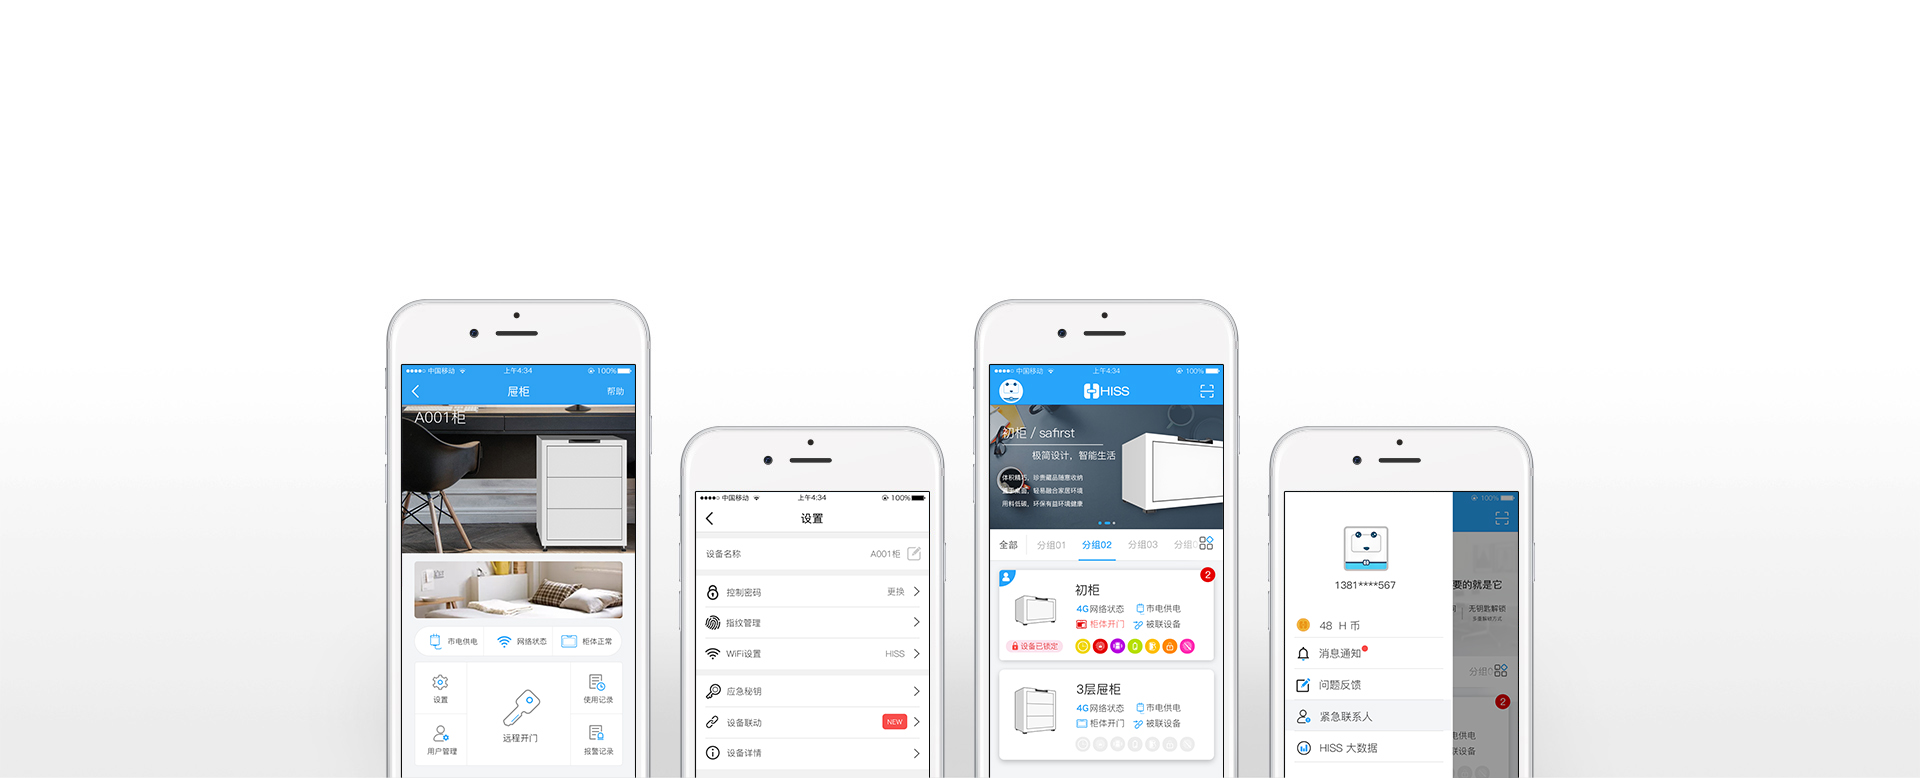 中国移动
上午4:34
100%
屉柜
帮助
A001柜
市电供电
网络状态
柜体正常
设置
用户管理
远程开门
使用记录
报警记录
中国移动
上午4:34
100%
设置
设备名称
A001柜
控制密码
更换
指纹管理
WiFi设置
HISS
应急秘钥
设备联动
NEW
设备详情
中国移动
上午4:34
100%
HISS
初柜 / safirst
极简设计，智能生活
体积精巧，珍贵藏品随意收纳
轻易融合家居环境
用料低碳，环保有益环境健康
全部
分组01
分组02
分组03
分组0
2
初柜
4G网络状态
市电供电
柜体开门
被联设备
设备已锁定
3层屉柜
4G网络状态
市电供电
柜体开门
被联设备
100%
1381****567
要的就是它
无钥匙解锁
多重解锁方式
48 H 币
消息通知
问题反馈
分组0
紧急联系人
2
HISS 大数据
供电
联设备